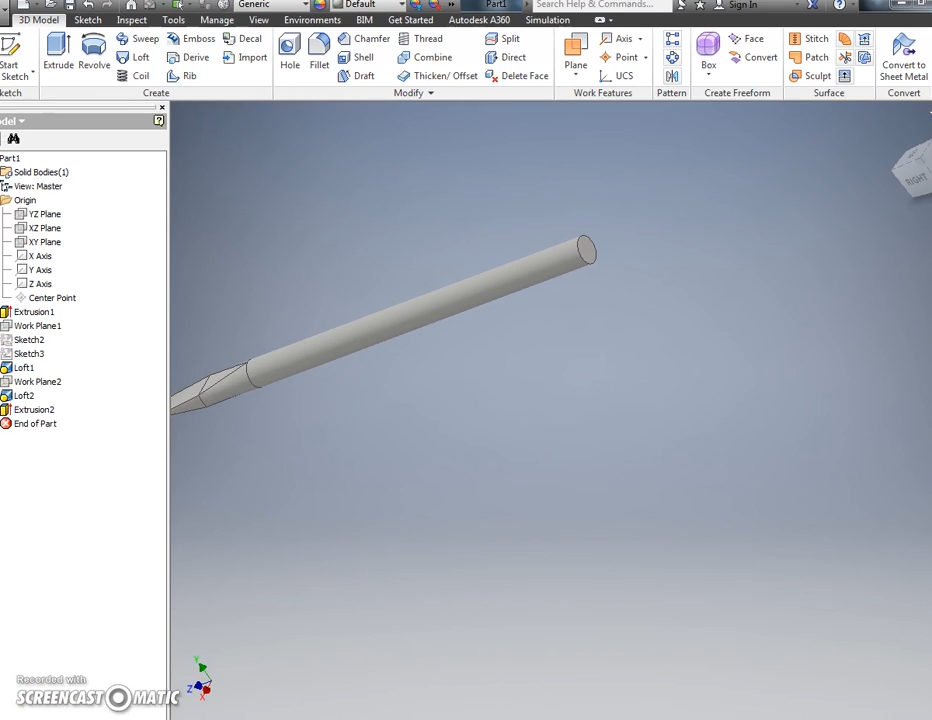 Generic Default Part1 Search Help & Commands... Sign In
3D Model Sketch Inspect Tools Manage View Environments BIM Get Started Autodesk A360 Simulation
Start Sketch
Extrude Revolve Sweep Emboss Decal
Loft Derive Import
Coil Rib
Hole Fillet Chamfer Thread Split
Shell Combine Direct
Draft Thicken/ Offset Delete Face
Plane Axis
Point
UCS
Box Face
Convert
Stitch
Patch
Sculpt
Convert to Sheet Metal
ketch Create Modify Work Features Pattern Create Freeform Surface Convert
odel
Part1
Solid Bodies(1)
View: Master
Origin
YZ Plane
XZ Plane
XY Plane
X Axis
Y Axis
Z Axis
Center Point
Extrusion1
Work Plane1
Sketch2
Sketch3
Loft1
Work Plane2
Loft2
Extrusion2
End of Part
RIGHT
Y
Z
X
Recorded with
SCREENCAST MATIC